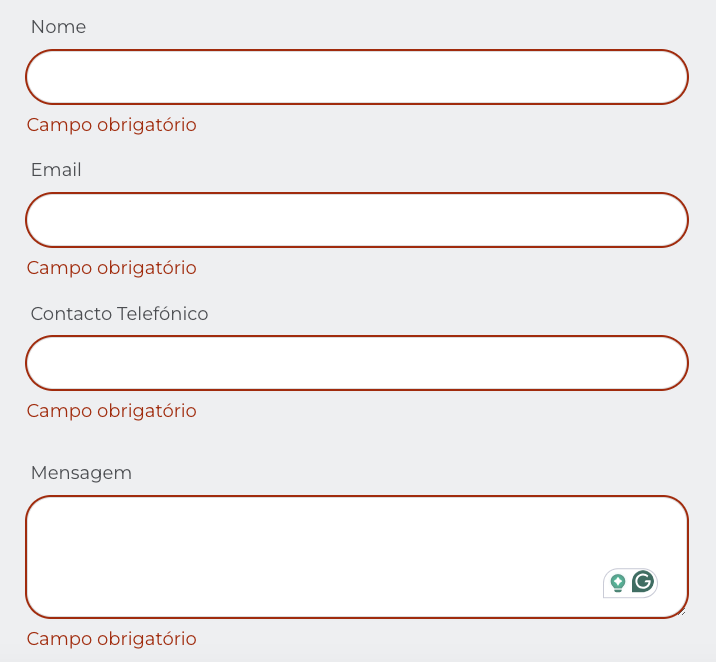 Nome
Campo obrigatório
Email
Campo obrigatório
Contacto Telefónico
Campo obrigatório
Mensagem
G
Campo obrigatório